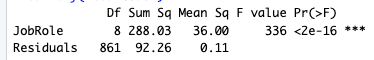 Df Sum Sq Mean Sq F value Pr(>F)
JobRole 8 288.03 36.00 336 <2e-16 ***
Residuals 861 92.26 0.11